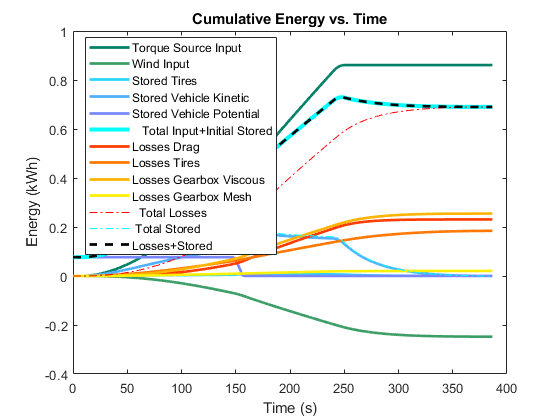 Cumulative Energy vs. Time
1
0.8
0.6
0.4
0.2
0
-0.2
-0.4
Energy (kWh)
Torque Source Input
Wind Input
Stored Tires
Stored Vehicle Kinetic
Stored Vehicle Potential
Total Input+Initial Stored
Losses Drag
Losses Tires
Losses Gearbox Viscous
Losses Gearbox Mesh
Total Losses
Total Stored
Losses+Stored
0 50 100 150 200 250 300 350 400
Time (s)